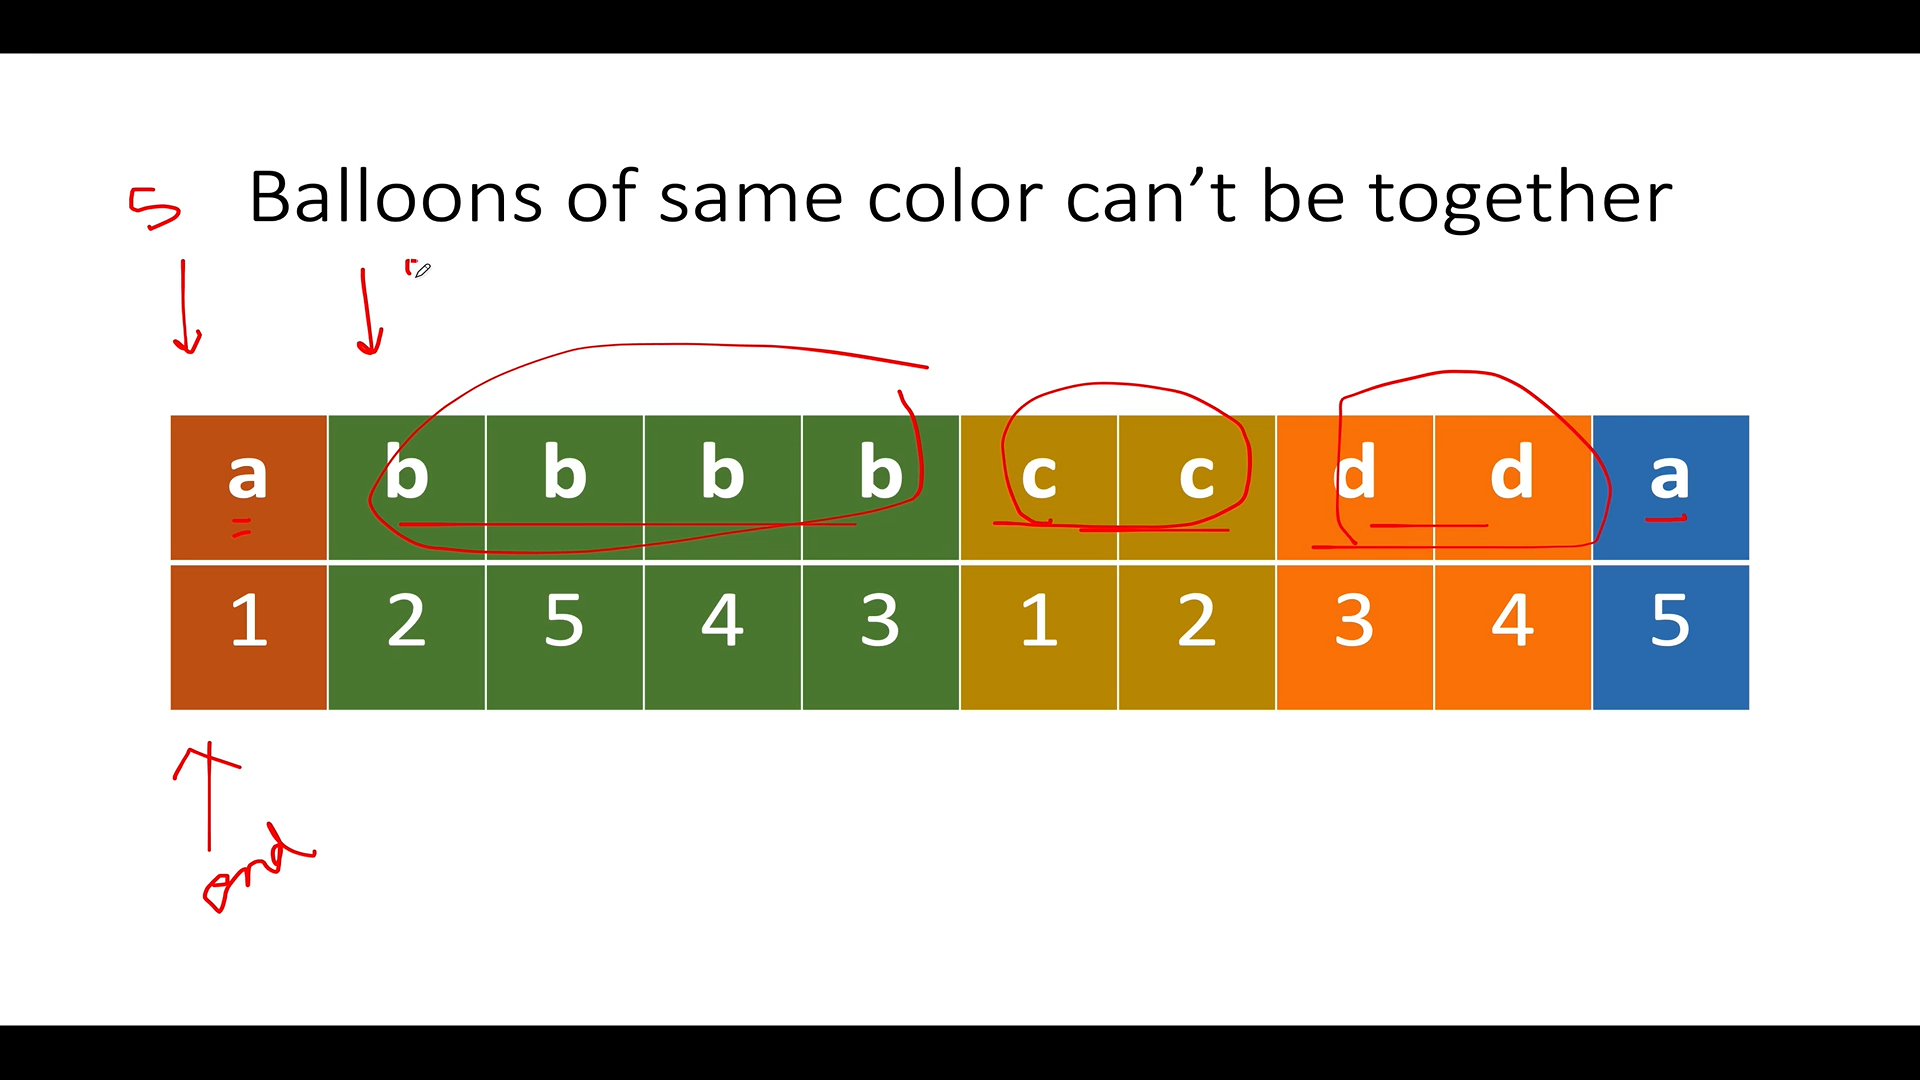 5 Balloons of same color can’t be together
a b b b b c c d d a
1 2 5 4 3 1 2 3 4 5
end